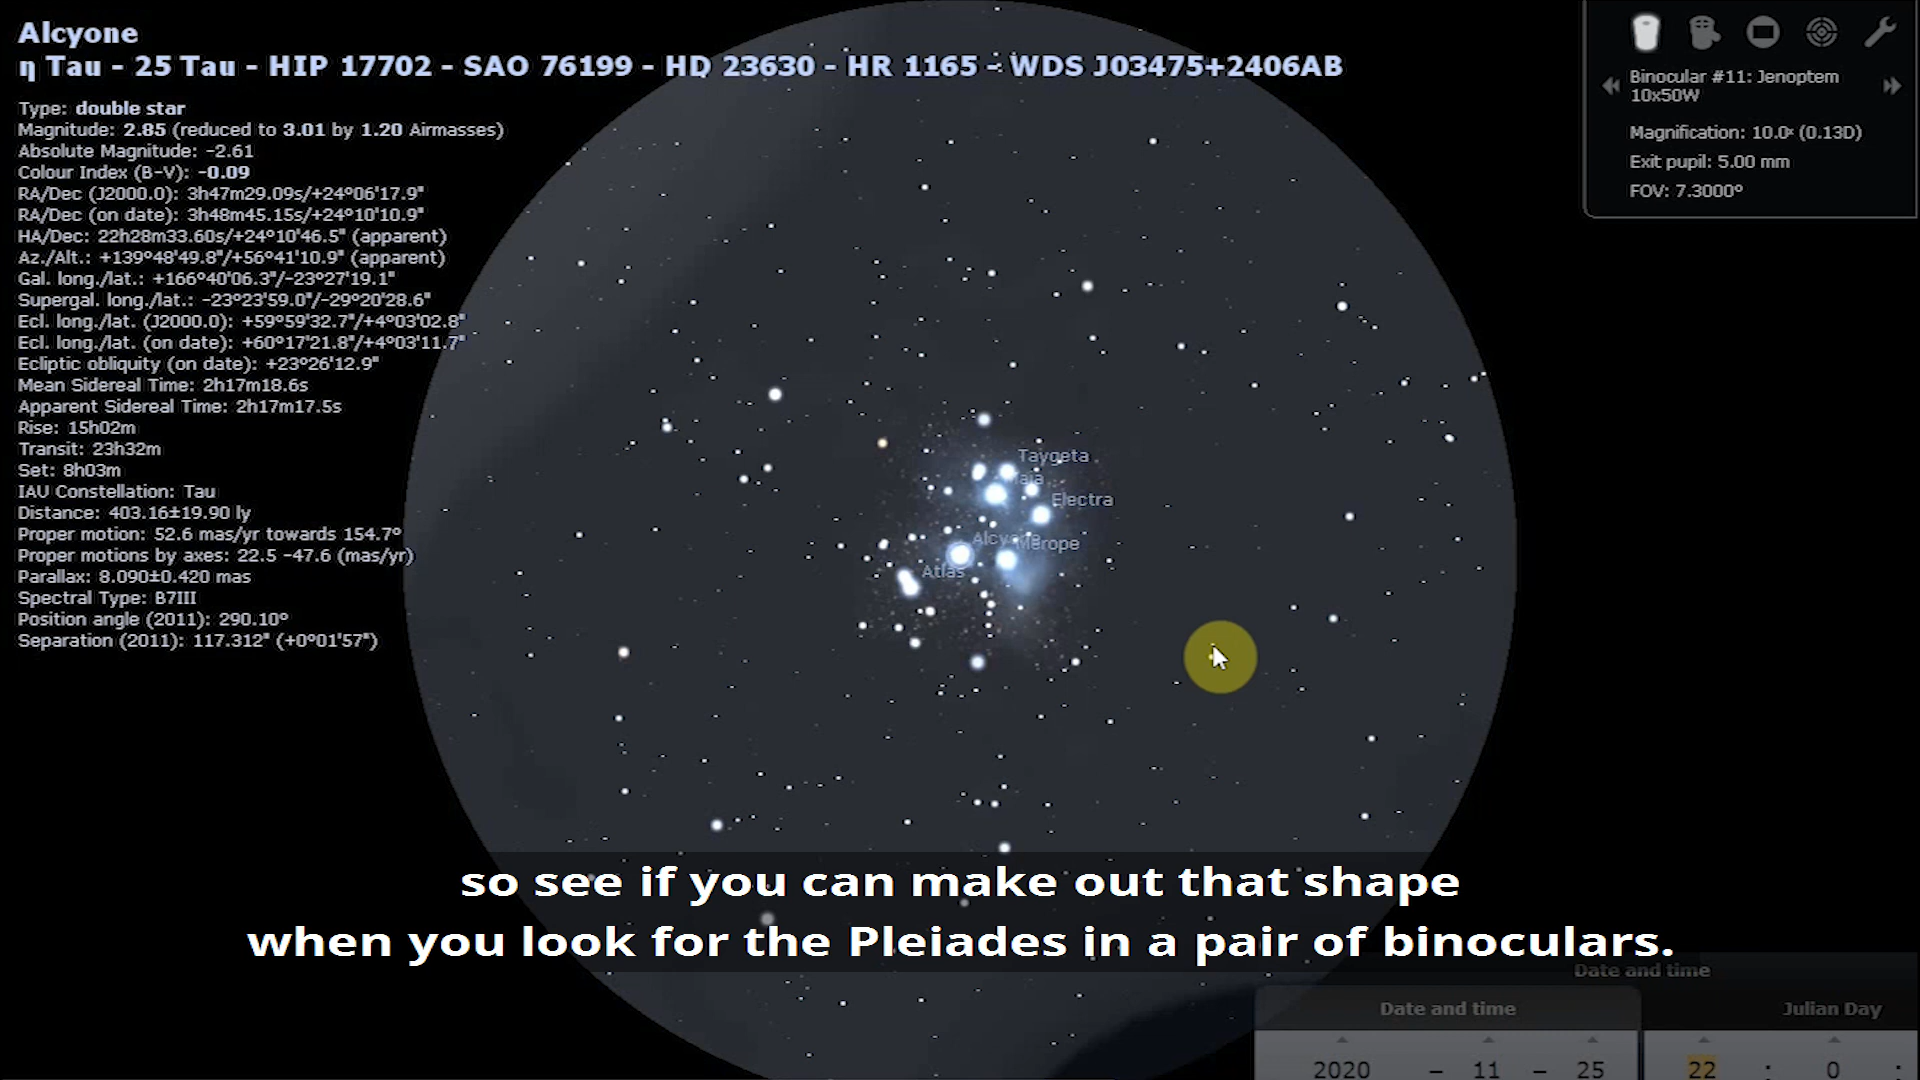 Alcyone
η Tau - 25 Tau - HIP 17702 - SAO 76199 - HD 23630 - HR 1165 - WDS J03475+2406AB
Type: double star
Magnitude: 2.85 (reduced to 3.01 by 1.20 Airmasses)
Absolute Magnitude: -2.61
Colour Index (B-V): -0.09
RA/Dec (J2000.0): 3h47m29.09s/+24°06'17.9"
RA/Dec (on date): 3h48m45.15s/+24°10'10.9"
HA/Dec: 22h28m33.60s/+24°10'46.5" (apparent)
Az./Alt.: +139°48'49.8"/+56°41'10.9" (apparent)
Gal. long./lat.: +166°40'06.3"/-23°27'19.1"
Supergal. long./lat.: -23°23'59.0"/-29°20'28.6"
Ecl. long./lat. (J2000.0): +59°59'32.7"/+4°03'02.8"
Ecl. long./lat. (on date): +60°17'21.8"/+4°03'11.7"
Ecliptic obliquity (on date): +23°26'12.9"
Mean Sidereal Time: 2h17m18.6s
Apparent Sidereal Time: 2h17m17.5s
Rise: 15h02m
Transit: 23h32m
Set: 8h03m
IAU Constellation: Tau
Distance: 403.16±19.90 ly
Proper motion: 52.6 mas/yr towards 154.7°
Proper motions by axes: 22.5 -47.6 (mas/yr)
Parallax: 8.090±0.420 mas
Spectral Type: B7III
Position angle (2011): 290.10°
Separation (2011): 117.312" (+0°01'57")
Binocular #11: Jenoptem
10x50W
Magnification: 10.0× (0.13D)
Exit pupil: 5.00 mm
FOV: 7.3000°
Taygeta
Maia
Electra
Alcyone
Merope
Atlas
so see if you can make out that shape
when you look for the Pleiades in a pair of binoculars.
Date and time
Date and time
Julian Day
2020 - 11 - 25
22 : 0 :